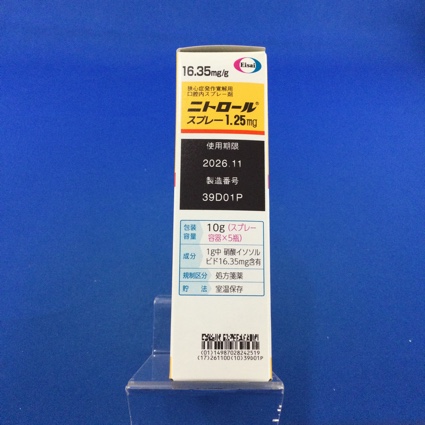 16.35mg/g
Eisai
狭心症発作寛解用
口腔内スプレー剤
ニトロール®
スプレー1.25mg
使用期限
2026.11
製造番号
39D01P
包装
容量
10g(スプレー
容器×5瓶)
成分
1g中 硝酸イソソル
ビド16.35mg含有
規制区分
処方箋薬
貯 法
室温保存
(01)14987028242519
(17)261100(10)39D01P